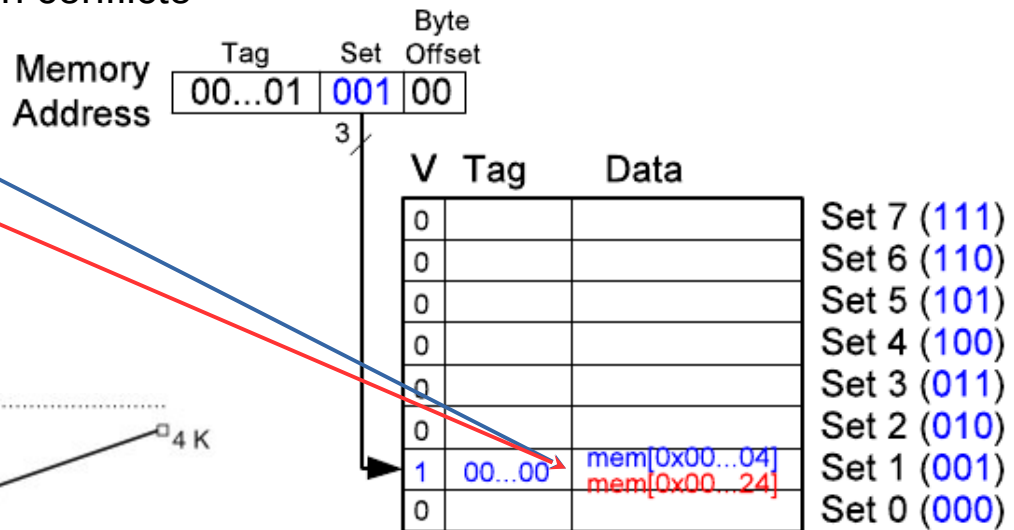 Byte
Memory Address
Tag Set Offset
00...01 001 00
3
V Tag Data
0 Set 7 (111)
0 Set 6 (110)
0 Set 5 (101)
0 Set 4 (100)
0 Set 3 (011)
0 Set 2 (010)
1 00...00 mem[0x00...04] Set 1 (001)
mem[0x00...24]
0 Set 0 (000)
4 K